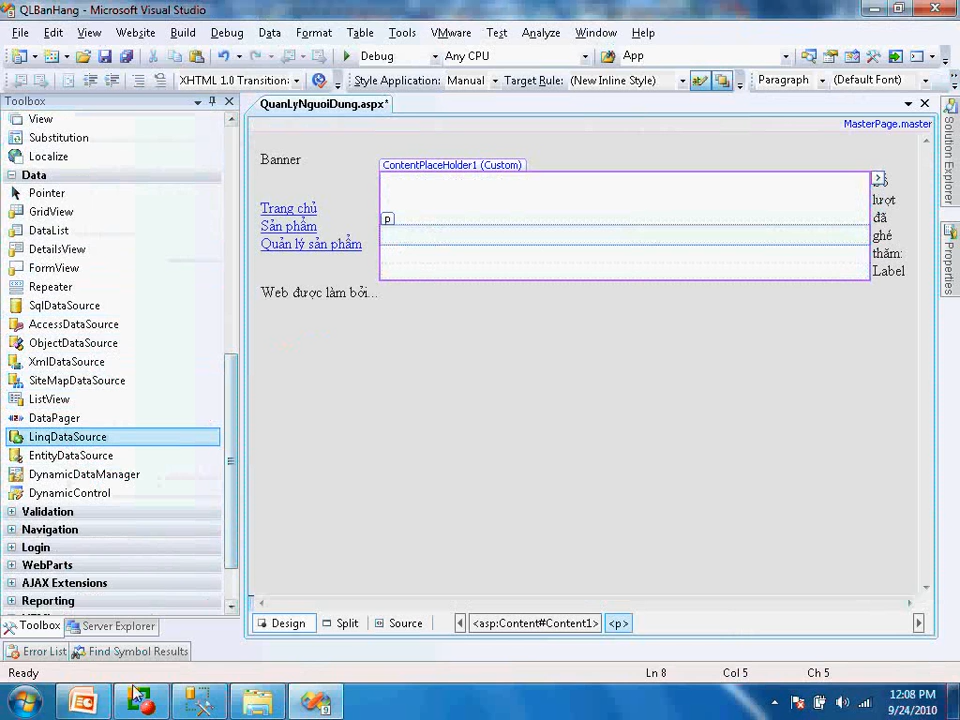 QLBanHang - Microsoft Visual Studio
File Edit View Website Build Debug Data Format Table Tools VMware Test Analyze Window Help
Debug Any CPU App
XHTML 1.0 Transition Style Application: Manual Target Rule: (New Inline Style) Paragraph (Default Font)
Toolbox
QuanLyNguoiDung.aspx*
MasterPage.master
View
Substitution
Localize
Data
Pointer
GridView
DataList
DetailsView
FormView
Repeater
SqlDataSource
AccessDataSource
ObjectDataSource
XmlDataSource
SiteMapDataSource
ListView
DataPager
LinqDataSource
EntityDataSource
DynamicDataManager
DynamicControl
Validation
Navigation
Login
WebParts
AJAX Extensions
Reporting
Banner
ContentPlaceHolder1 (Custom)
p
Trang chủ
Sản phẩm
Quản lý sản phẩm
lượt
đã
ghé
thăm:
Label
Web được làm bởi...
Solution Explorer
Properties
Design Split Source <asp:Content#Content1> <p>
Toolbox Server Explorer
Error List Find Symbol Results
Ready Ln 8 Col 5 Ch 5
12:08 PM
9/24/2010